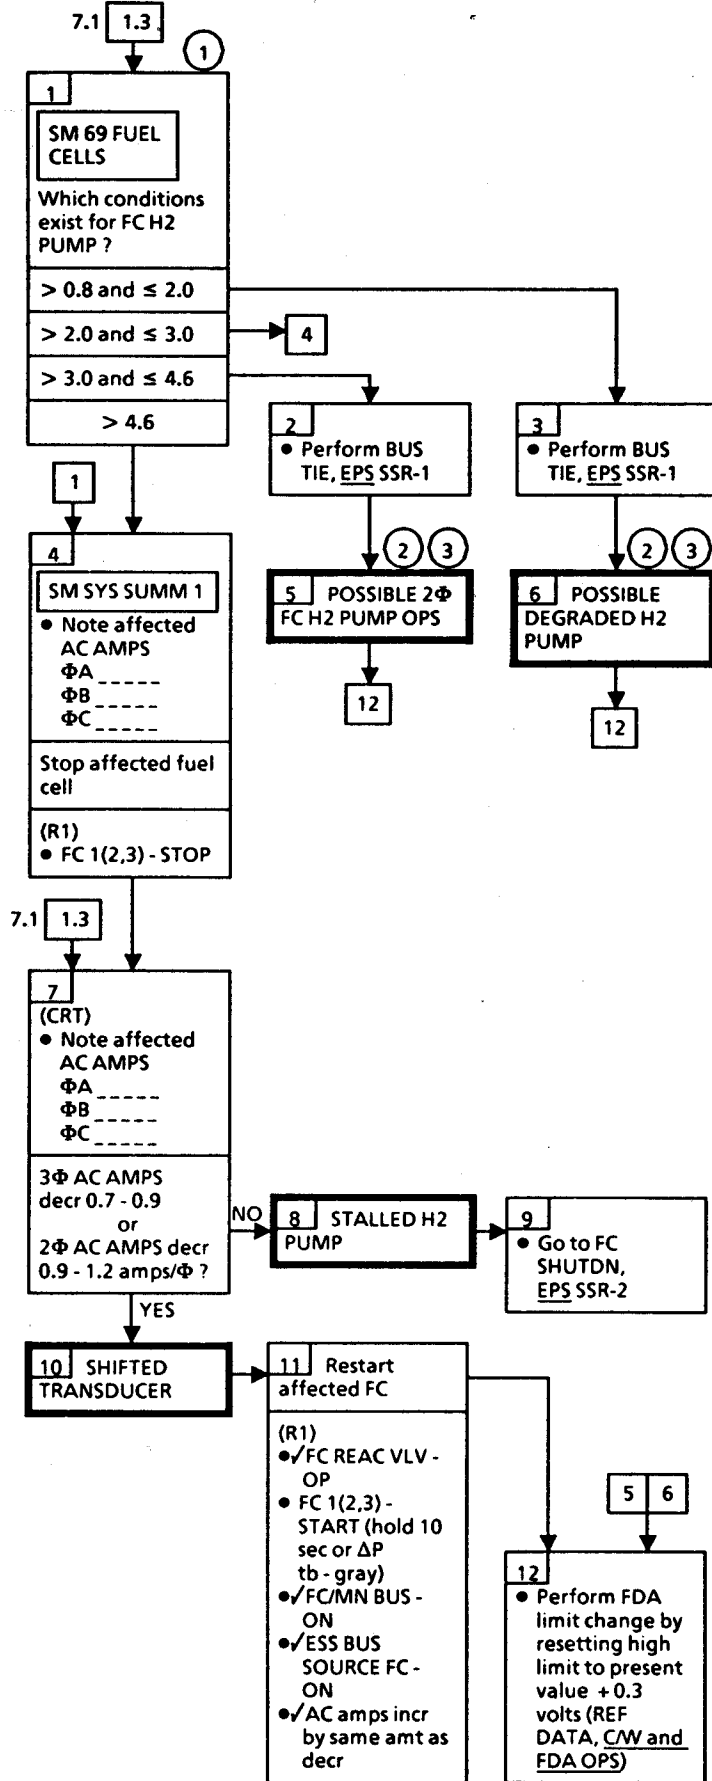 7.1 1.3
1
1
SM 69 FUEL
CELLS
Which conditions
exist for FC H2
PUMP ?
> 0.8 and ≤ 2.0
> 2.0 and ≤ 3.0
4
> 3.0 and ≤ 4.6
> 4.6
2
● Perform BUS
TIE, EPS SSR-1
3
● Perform BUS
TIE, EPS SSR-1
1
4
SM SYS SUMM 1
● Note affected
AC AMPS
ΦA _ _ _ _ _
ΦB _ _ _ _ _
ΦC _ _ _ _ _
Stop affected fuel
cell
(R1)
● FC 1(2,3) - STOP
2 3
5 POSSIBLE 2Φ
FC H2 PUMP OPS
12
2 3
6 POSSIBLE
DEGRADED H2
PUMP
12
7.1 1.3
7
(CRT)
● Note affected
AC AMPS
ΦA _ _ _ _ _
ΦB _ _ _ _ _
ΦC _ _ _ _ _
3Φ AC AMPS
decr 0.7 - 0.9
or
2Φ AC AMPS decr
0.9 - 1.2 amps/Φ ?
NO
8 STALLED H2
PUMP
9
● Go to FC
SHUTDN,
EPS SSR-2
YES
10 SHIFTED
TRANSDUCER
11 Restart
affected FC
(R1)
●√FC REAC VLV -
OP
● FC 1(2,3) -
START (hold 10
sec or ΔP
tb - gray)
●√FC/MN BUS -
ON
●√ESS BUS
SOURCE FC -
ON
●√AC amps incr
by same amt as
decr
5 6
12
● Perform FDA
limit change by
resetting high
limit to present
value + 0.3
volts (REF
DATA, C/W and
FDA OPS)